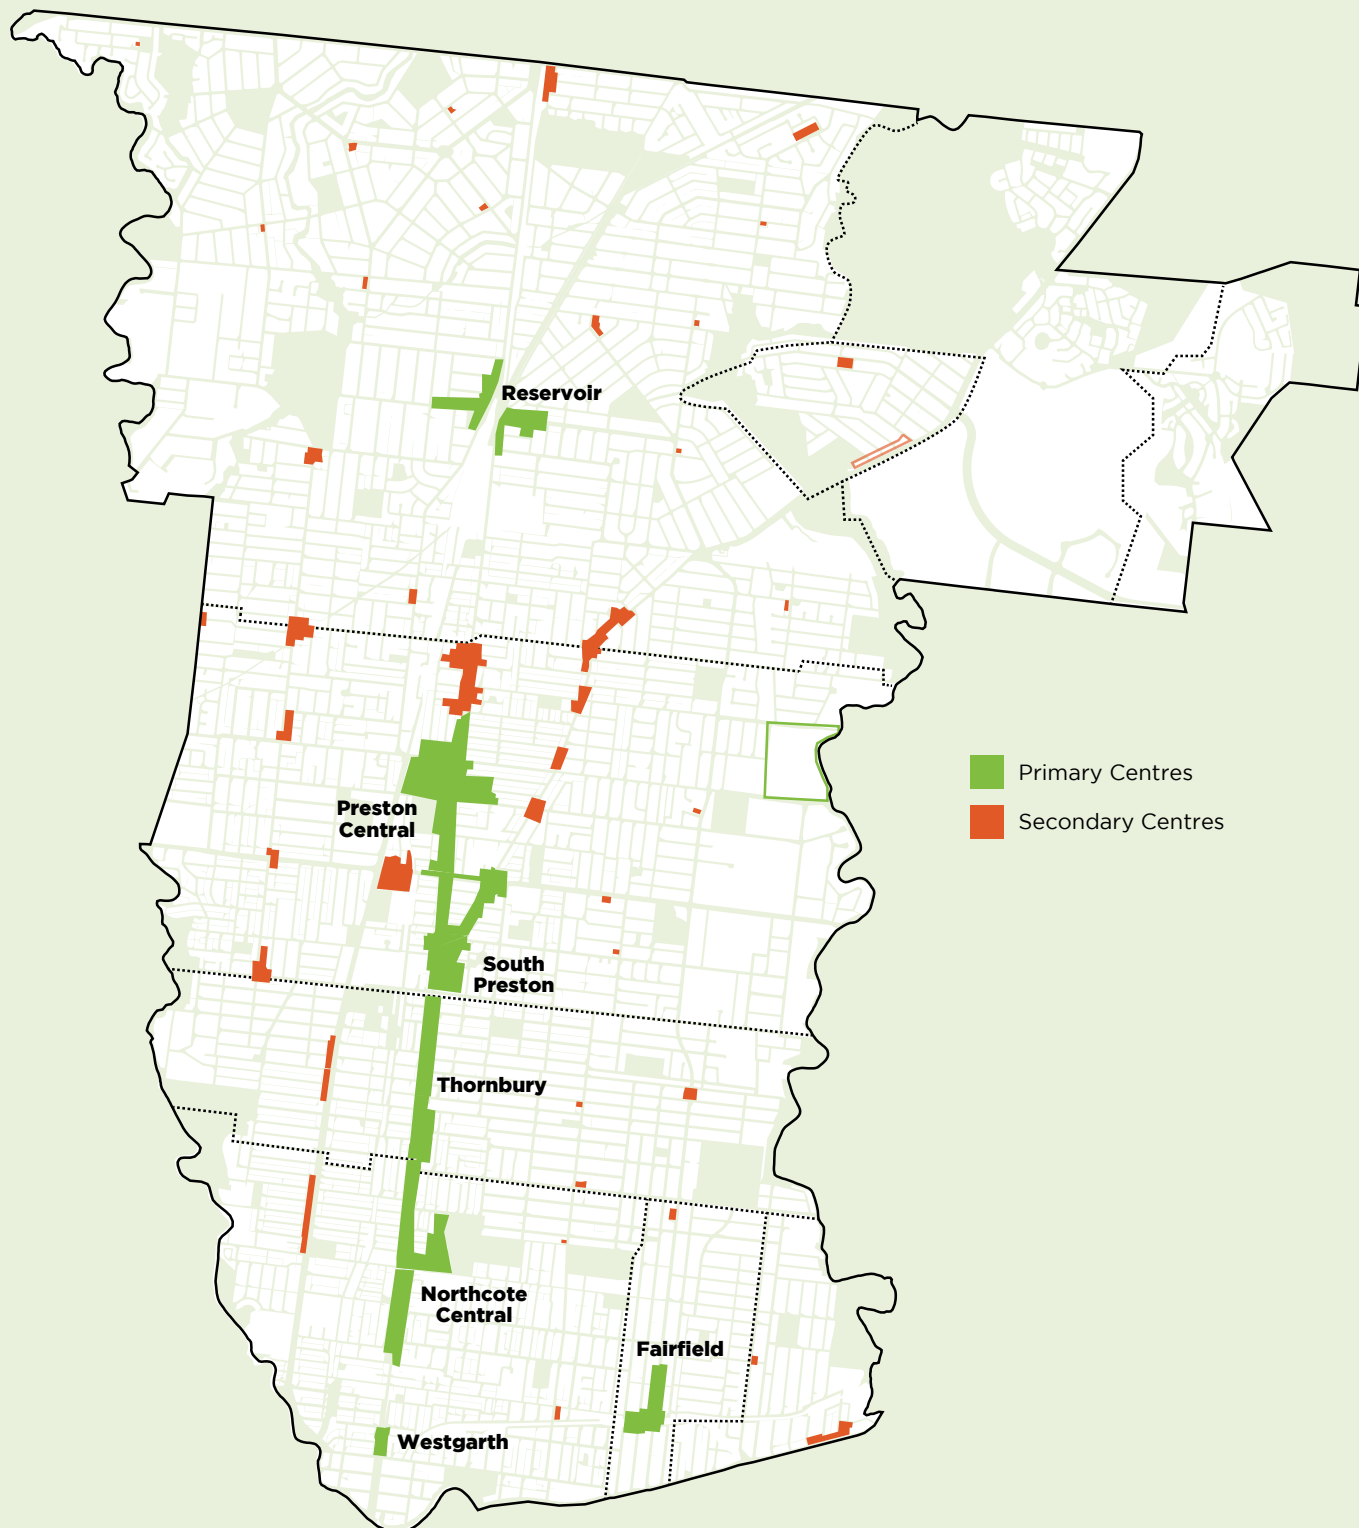 Reservoir
Primary Centres
Preston
Central
Secondary Centres
South
Preston
Thornbury
Northcote
Central
Fairfield
Westgarth